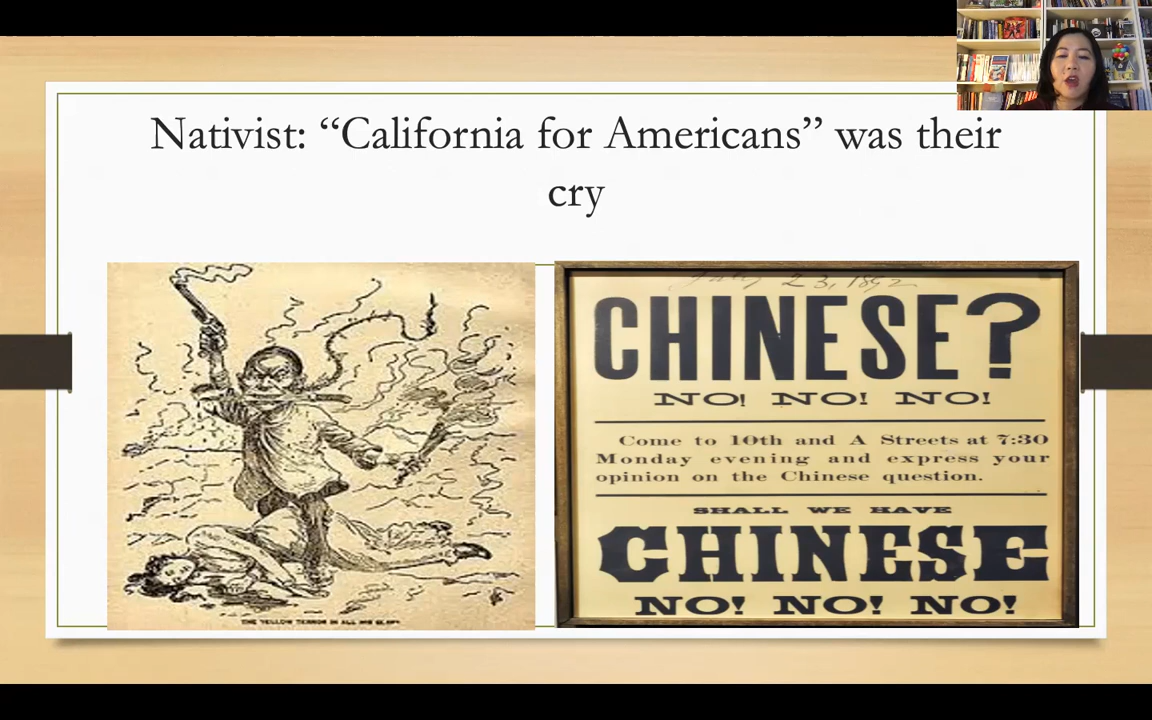 Nativist: “California for Americans” was their
cry
THE YELLOW TERROR IN ALL HIS GLORY
July 23, 1892
CHINESE?
NO! NO! NO!
Come to 10th and A Streets at 7:30
Monday evening and express your
opinion on the Chinese question.
SHALL WE HAVE
CHINESE
NO! NO! NO!